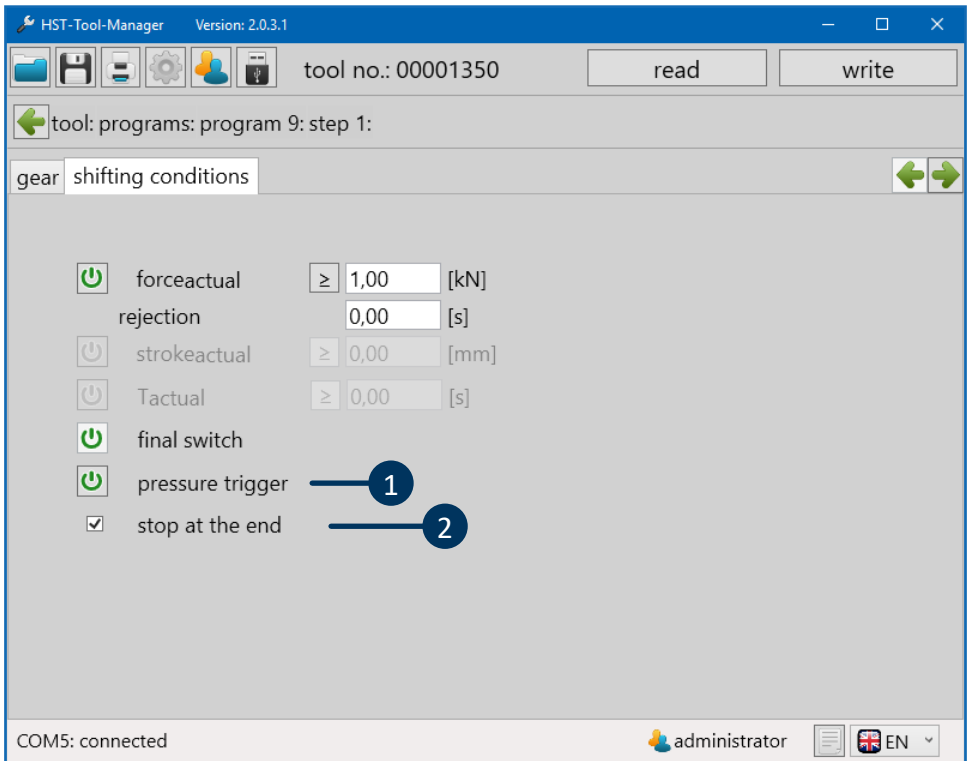 HST-Tool-Manager Version: 2.0.3.1
tool no.: 00001350 read write
tool: programs: program 9: step 1:
gear shifting conditions
forceactual ≥ 1,00 [kN]
rejection 0,00 [s]
strokeactual ≥ 0,00 [mm]
Tactual ≥ 0,00 [s]
final switch
pressure trigger 1
stop at the end 2
COM5: connected administrator EN